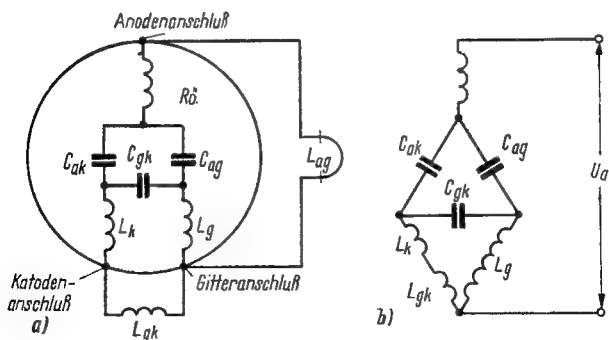 Anodenanschluß
Rö.
Cak
Cgk
Cag
Lag
Lk
Lg
Katoden-
anschluß
a)
Gitteranschluß
Lgk
Cak
Cag
Cgk
Lk
Lg
Lgk
Ua
b)